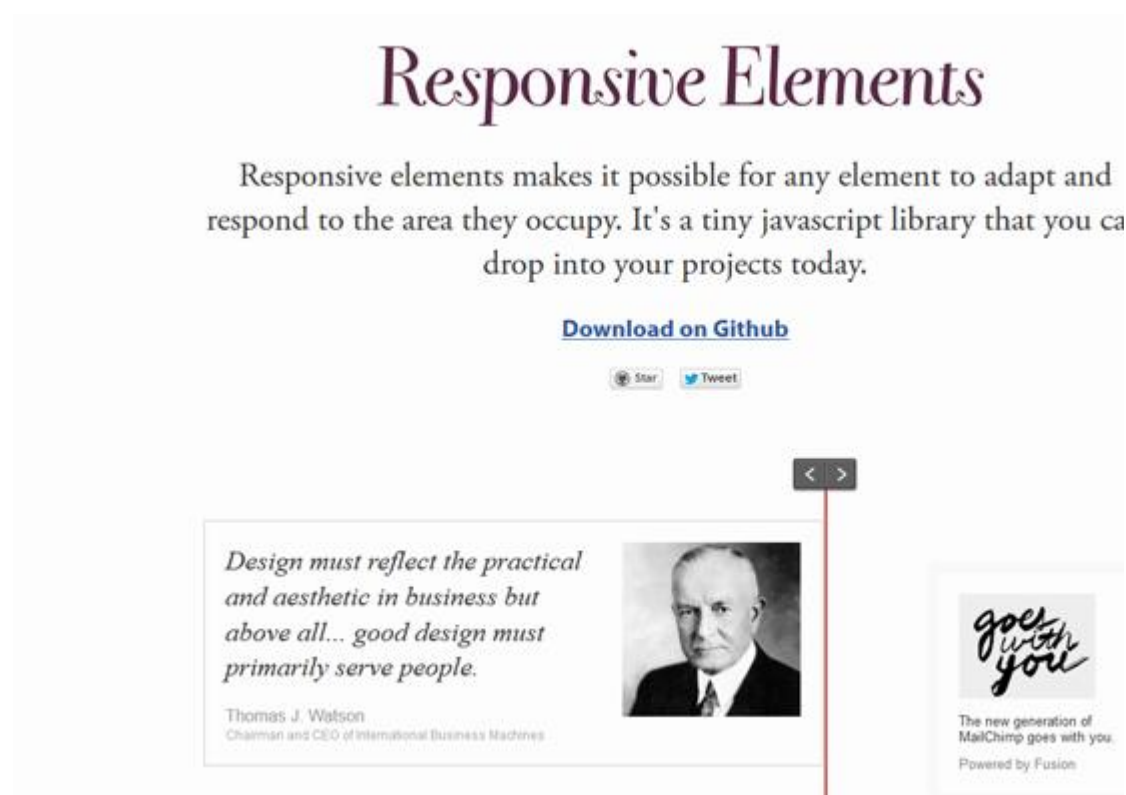 Responsive Elements
Responsive elements makes it possible for any element to adapt and
respond to the area they occupy. It's a tiny javascript library that you ca
drop into your projects today.
Download on Github
Star Tweet
< >
Design must reflect the practical
and aesthetic in business but
above all... good design must
primarily serve people.
Thomas J. Watson
Chairman and CEO of International Business Machines
goes
with
you
The new generation of
MailChimp goes with you.
Powered by Fusion